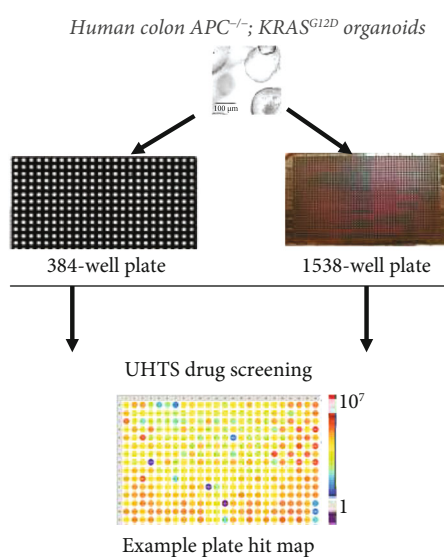 Human colon APC⁻/⁻; KRASᴳ¹²ᴰ organoids
100 μm
384-well plate
1538-well plate
UHTS drug screening
10⁷
1
Example plate hit map